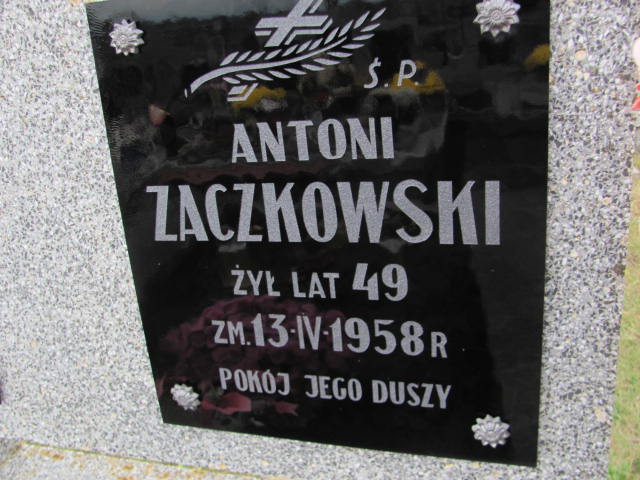 Ś.P.
ANTONI
ZACZKOWSKI
ŻYŁ LAT 49
ZM. 13-IV-1958 R
POKÓJ JEGO DUSZY